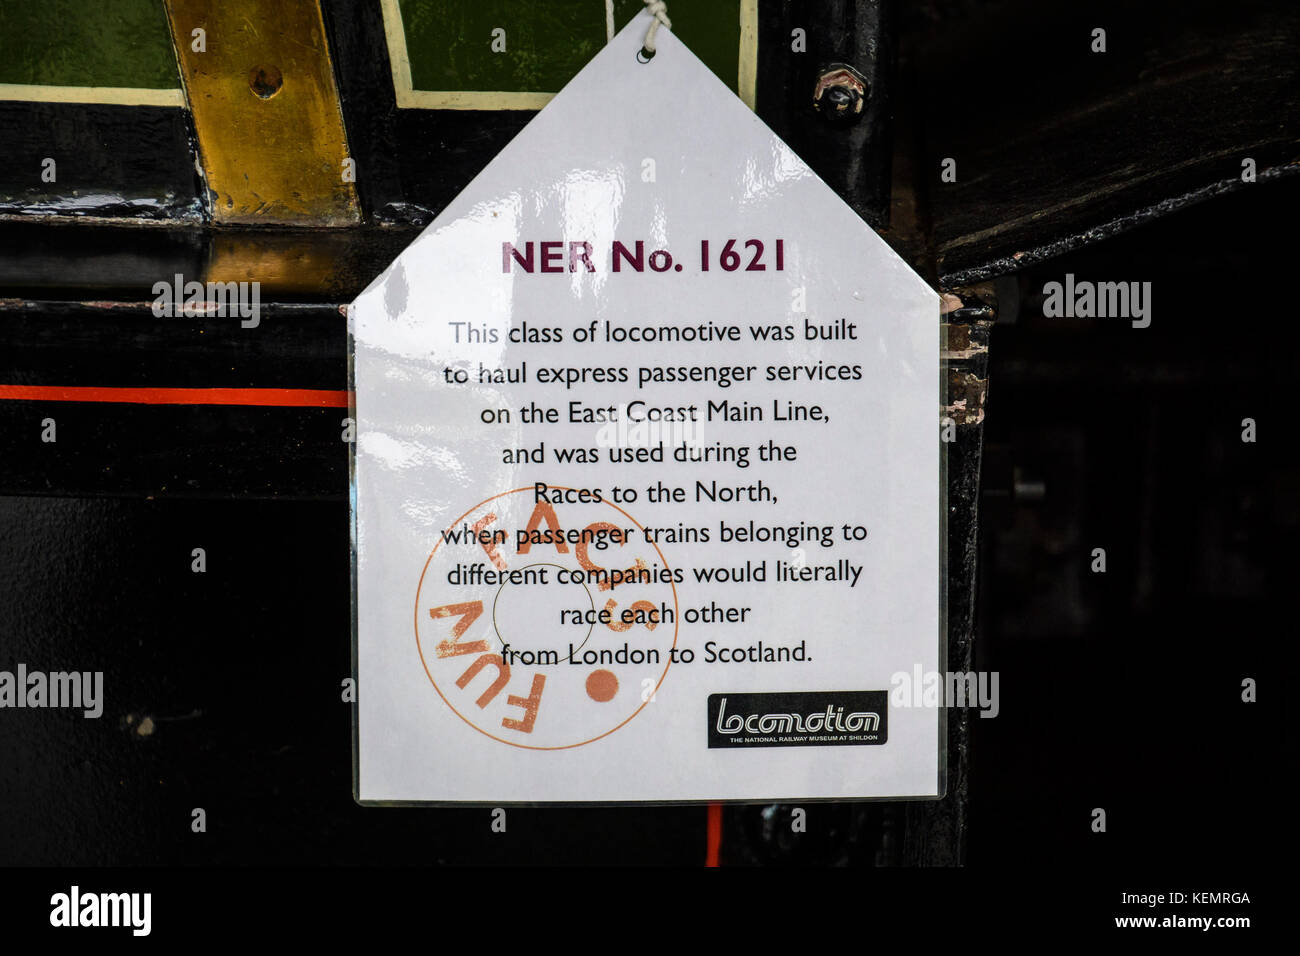 NER No. 1621
This class of locomotive was built
to haul express passenger services
on the East Coast Main Line,
and was used during the
Races to the North,
when passenger trains belonging to
different companies would literally
race each other
from London to Scotland.
FUN FACTS
Locomotion
THE NATIONAL RAILWAY MUSEUM AT SHILDON
alamy
alamy
Image ID: KEMRGA
www.alamy.com